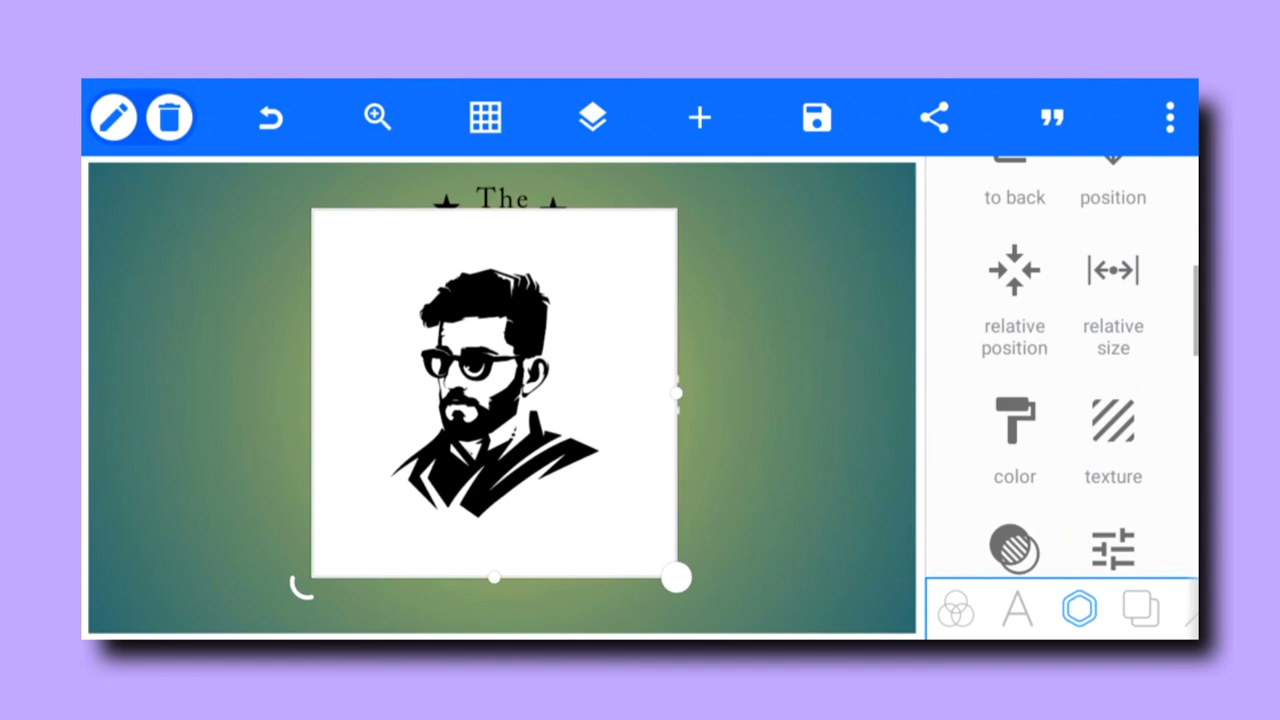 The
to back
position
relative
position
relative
size
color
texture